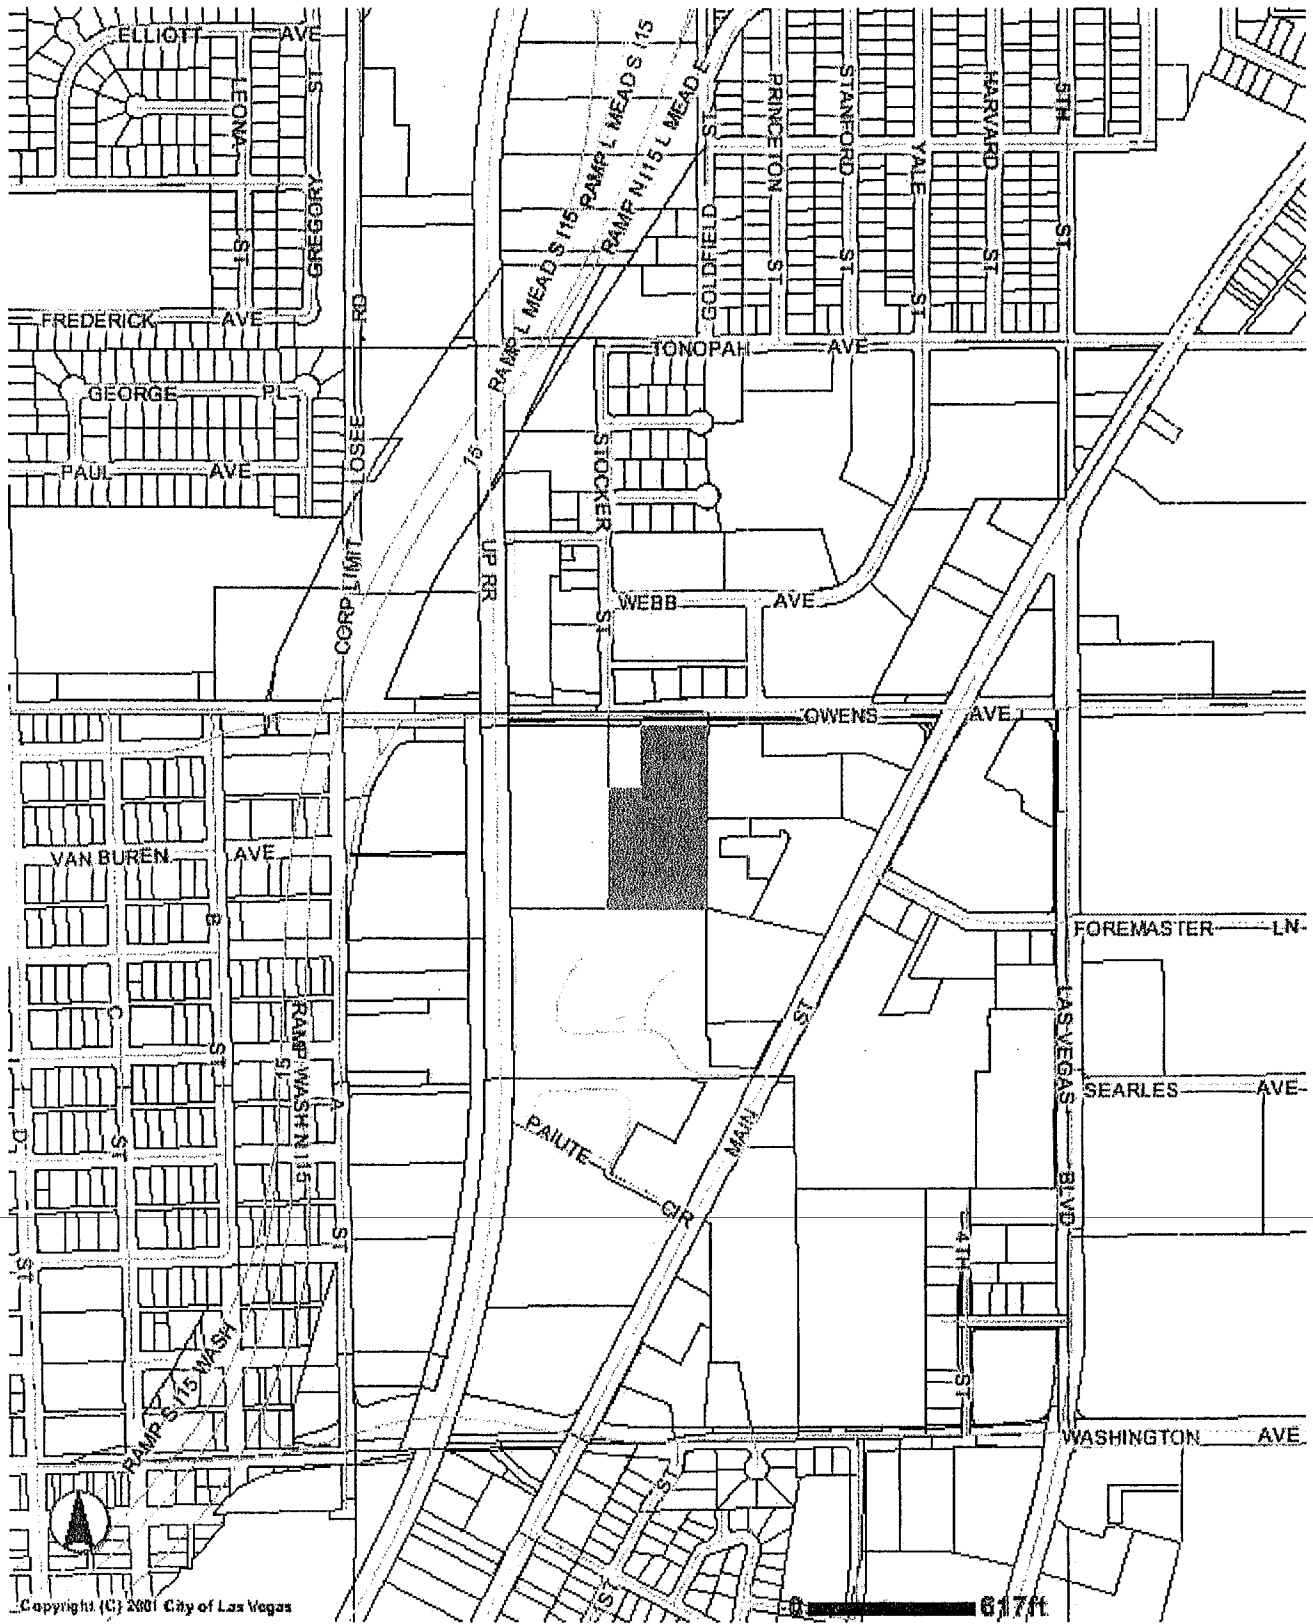 ELLIOTT AVE
LEONA ST
GREGORY ST
LOSEE RD
CORP LIMIT
UP RR
RAMP L MEAD S I15 RAMP L MEAD S I15
RAMP N I15 L MEAD E
RAMP L MEAD S I15
15
GOLDFIELD ST
PRINCETON ST
STANFORD ST
YALE ST
HARVARD ST
5TH ST
FREDERICK AVE
TONOPAH AVE
GEORGE PL
PAUL AVE
STOCKER ST
WEBB AVE
OWENS AVE
VAN BUREN AVE
B ST
C ST
D ST
A ST
RAMP WASH N I15
15
FOREMASTER LN
LAS VEGAS BLVD
SEARLES AVE
MAIN ST
PAIUTE CIR
4TH ST
RAMP S I15 WASH
WASHINGTON AVE
ST
ST
Copyright (C) 2001 City of Las Vegas
0 617ft